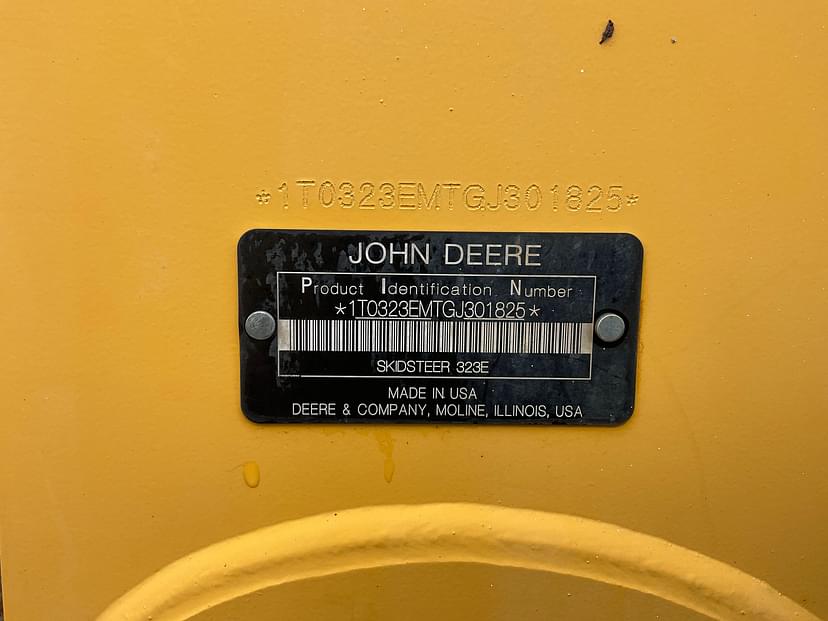 *1T0323EMTGJ301825*
JOHN DEERE
Product Identification Number
*1T0323EMTGJ301825*
SKIDSTEER 323E
MADE IN USA
DEERE & COMPANY, MOLINE, ILLINOIS, USA